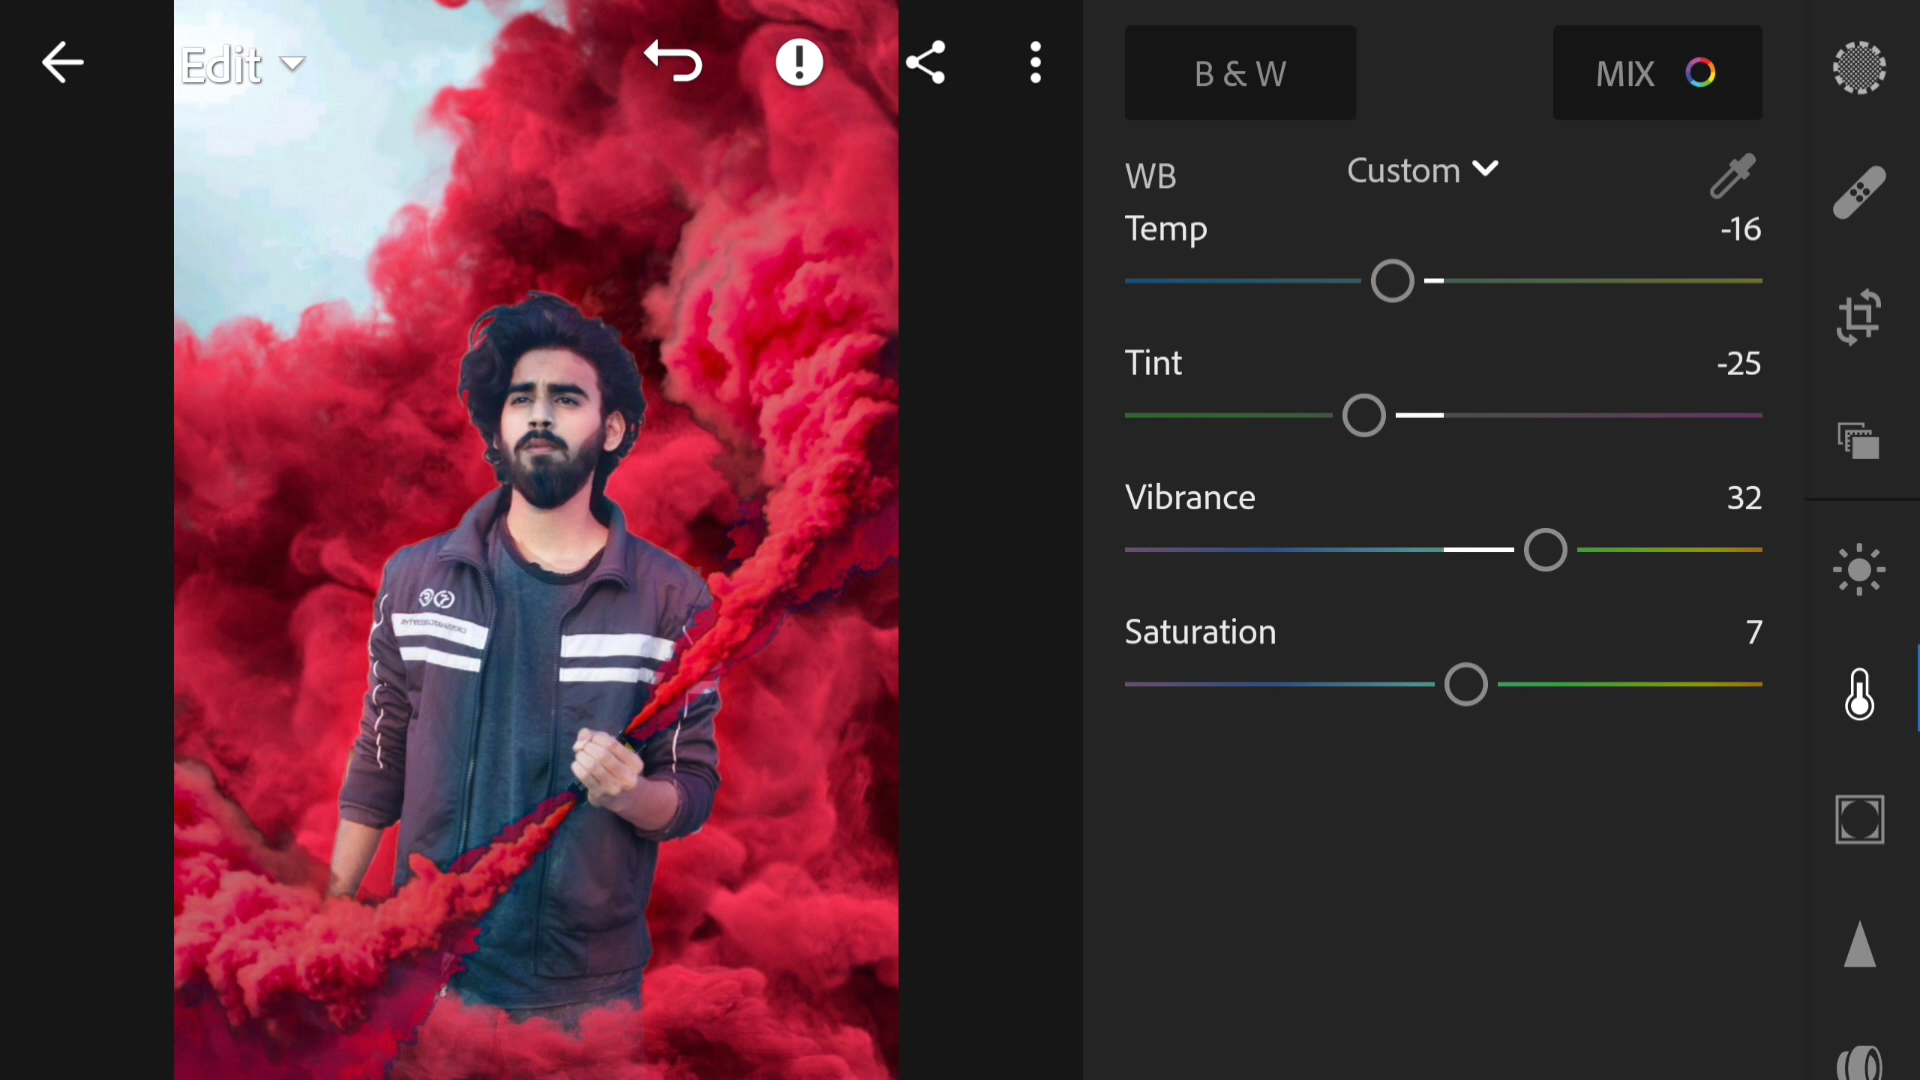 Edit
B & W
MIX
WB
Custom
Temp
-16
Tint
-25
Vibrance
32
Saturation
7